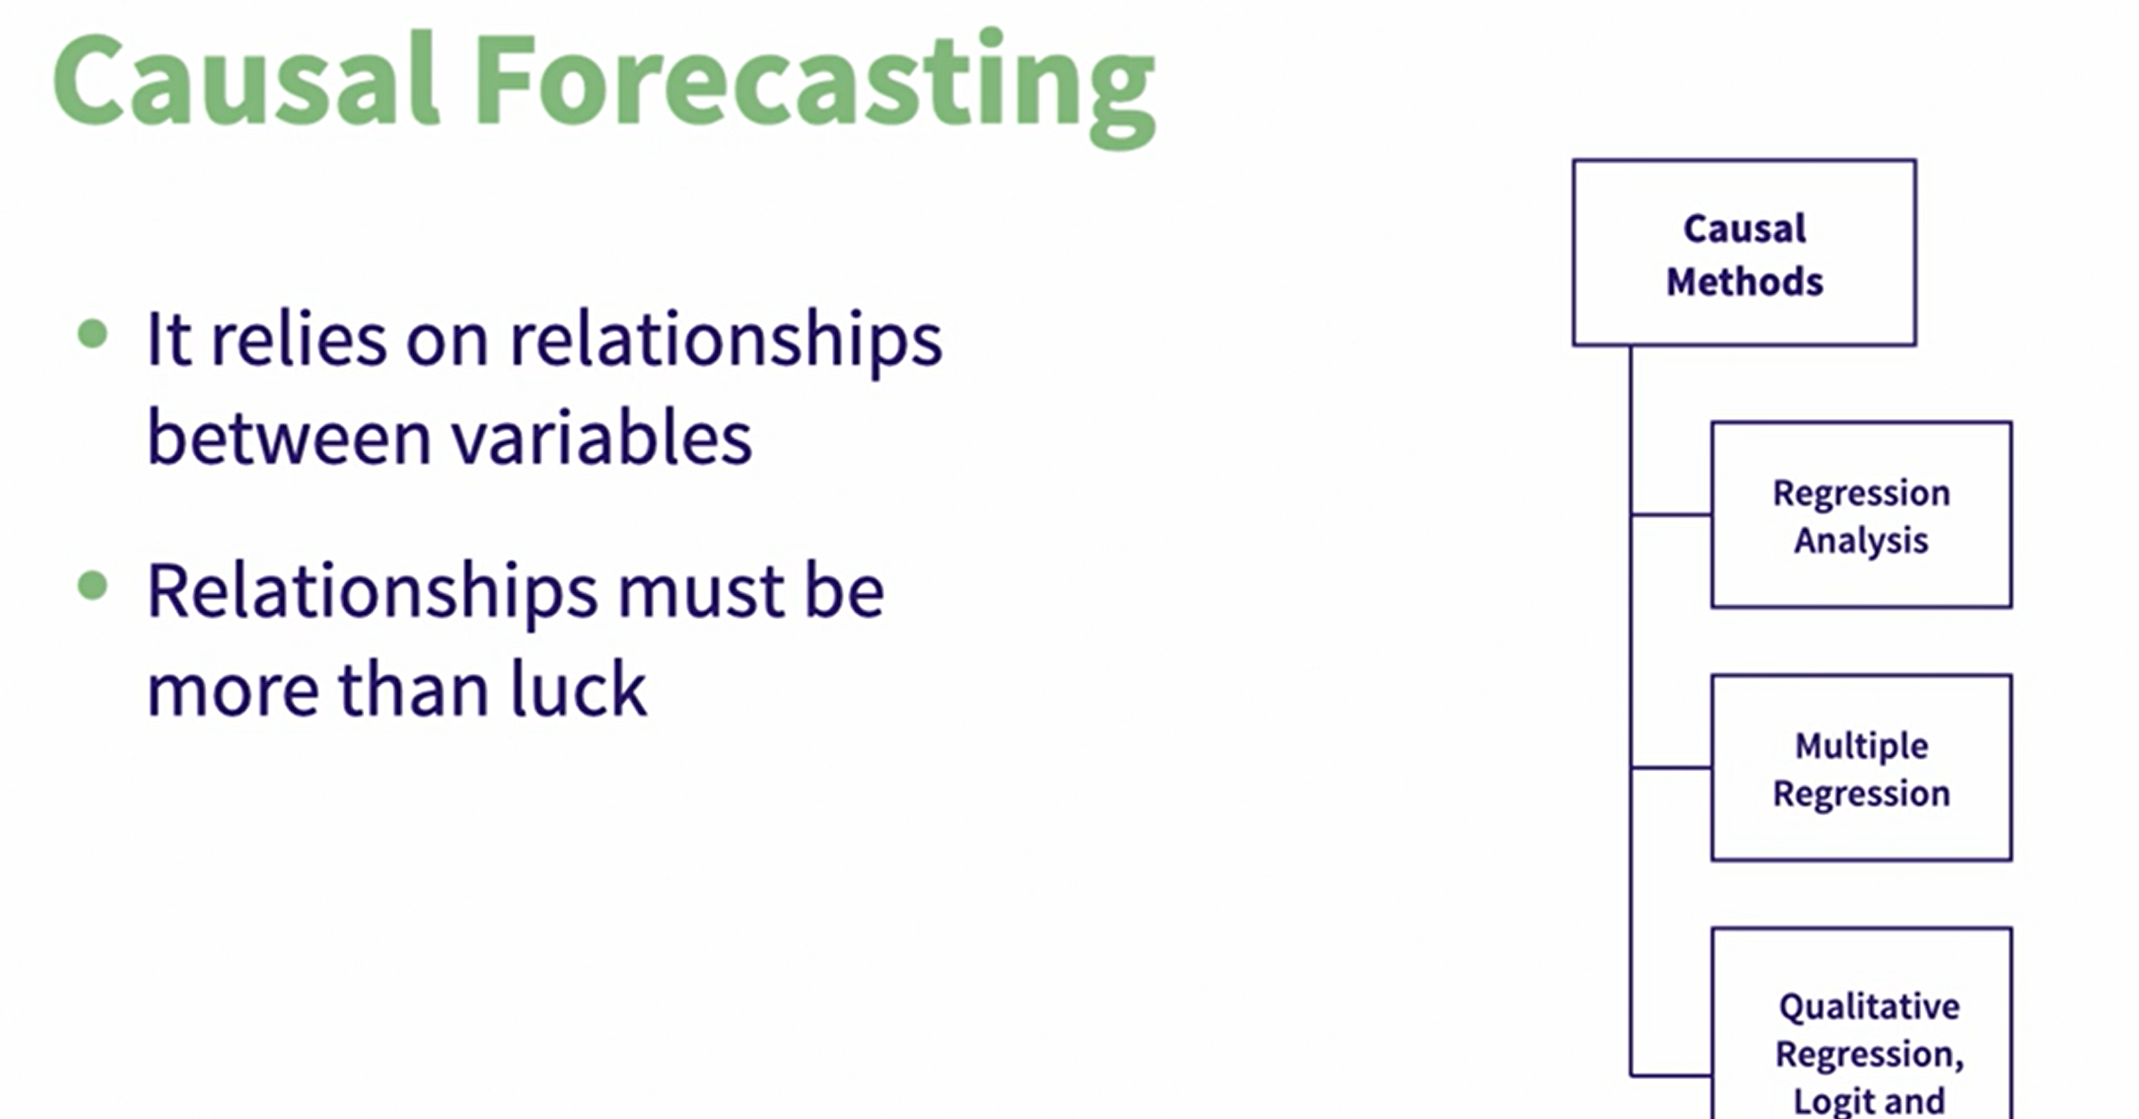 Causal Forecasting
It relies on relationships
between variables
Relationships must be
more than luck
Causal
Methods
Regression
Analysis
Multiple
Regression
Qualitative
Regression,
Logit and